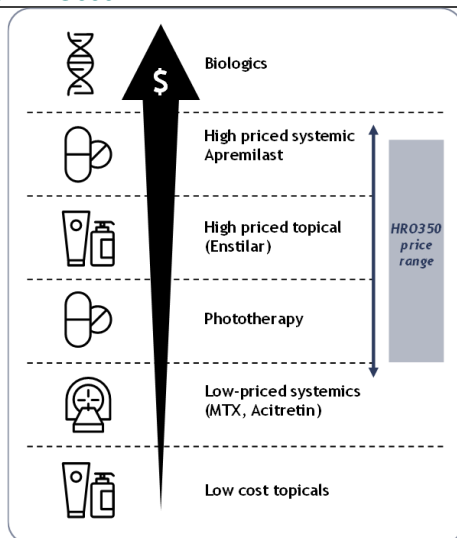 $
Biologics
High priced systemic
Apremilast
High priced topical
(Enstilar)
HRO350
price
range
Phototherapy
Low-priced systemics
(MTX, Acitretin)
Low cost topicals